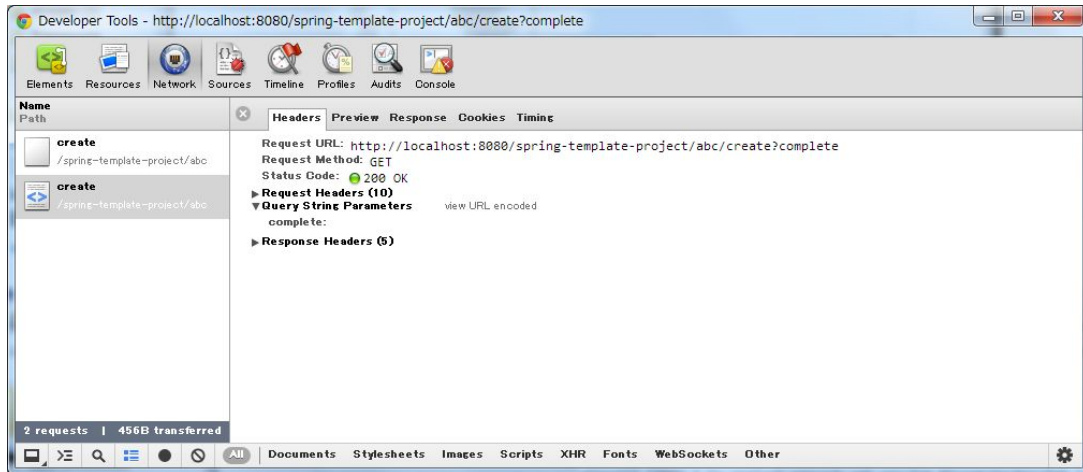 Developer Tools - http://localhost:8080/spring-template-project/abc/create?complete
Elements Resources Network Sources Timeline Profiles Audits Console
Name
Path
Headers Preview Response Cookies Timing
create
/spring-template-project/abc
create
/spring-template-project/abc
Request URL: http://localhost:8080/spring-template-project/abc/create?complete
Request Method: GET
Status Code: 200 OK
Request Headers (10)
Query String Parameters view URL encoded
complete:
Response Headers (5)
2 requests | 456B transferred
All Documents Stylesheets Images Scripts XHR Fonts WebSockets Other